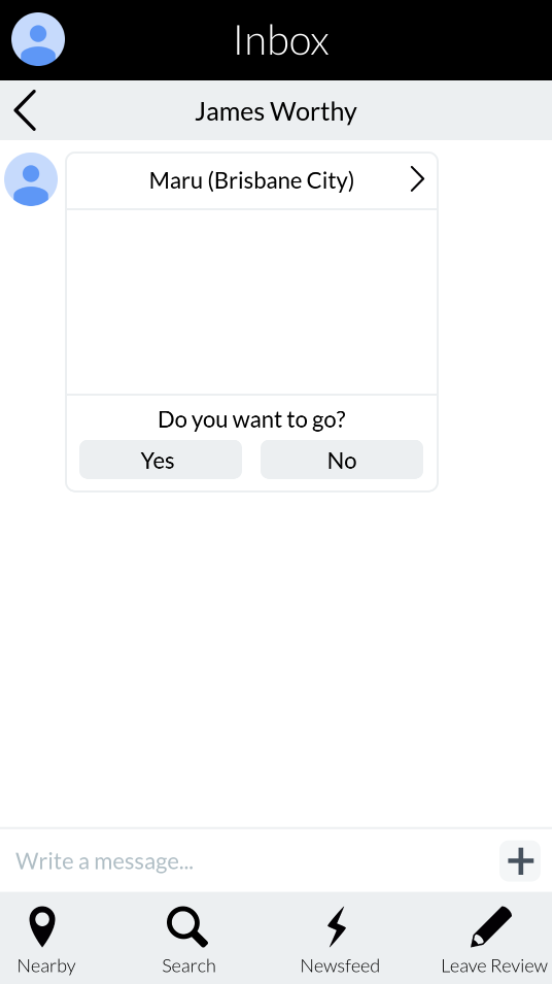 Inbox
James Worthy
Maru (Brisbane City)
Do you want to go?
Yes No
Write a message...
Nearby Search Newsfeed Leave Review